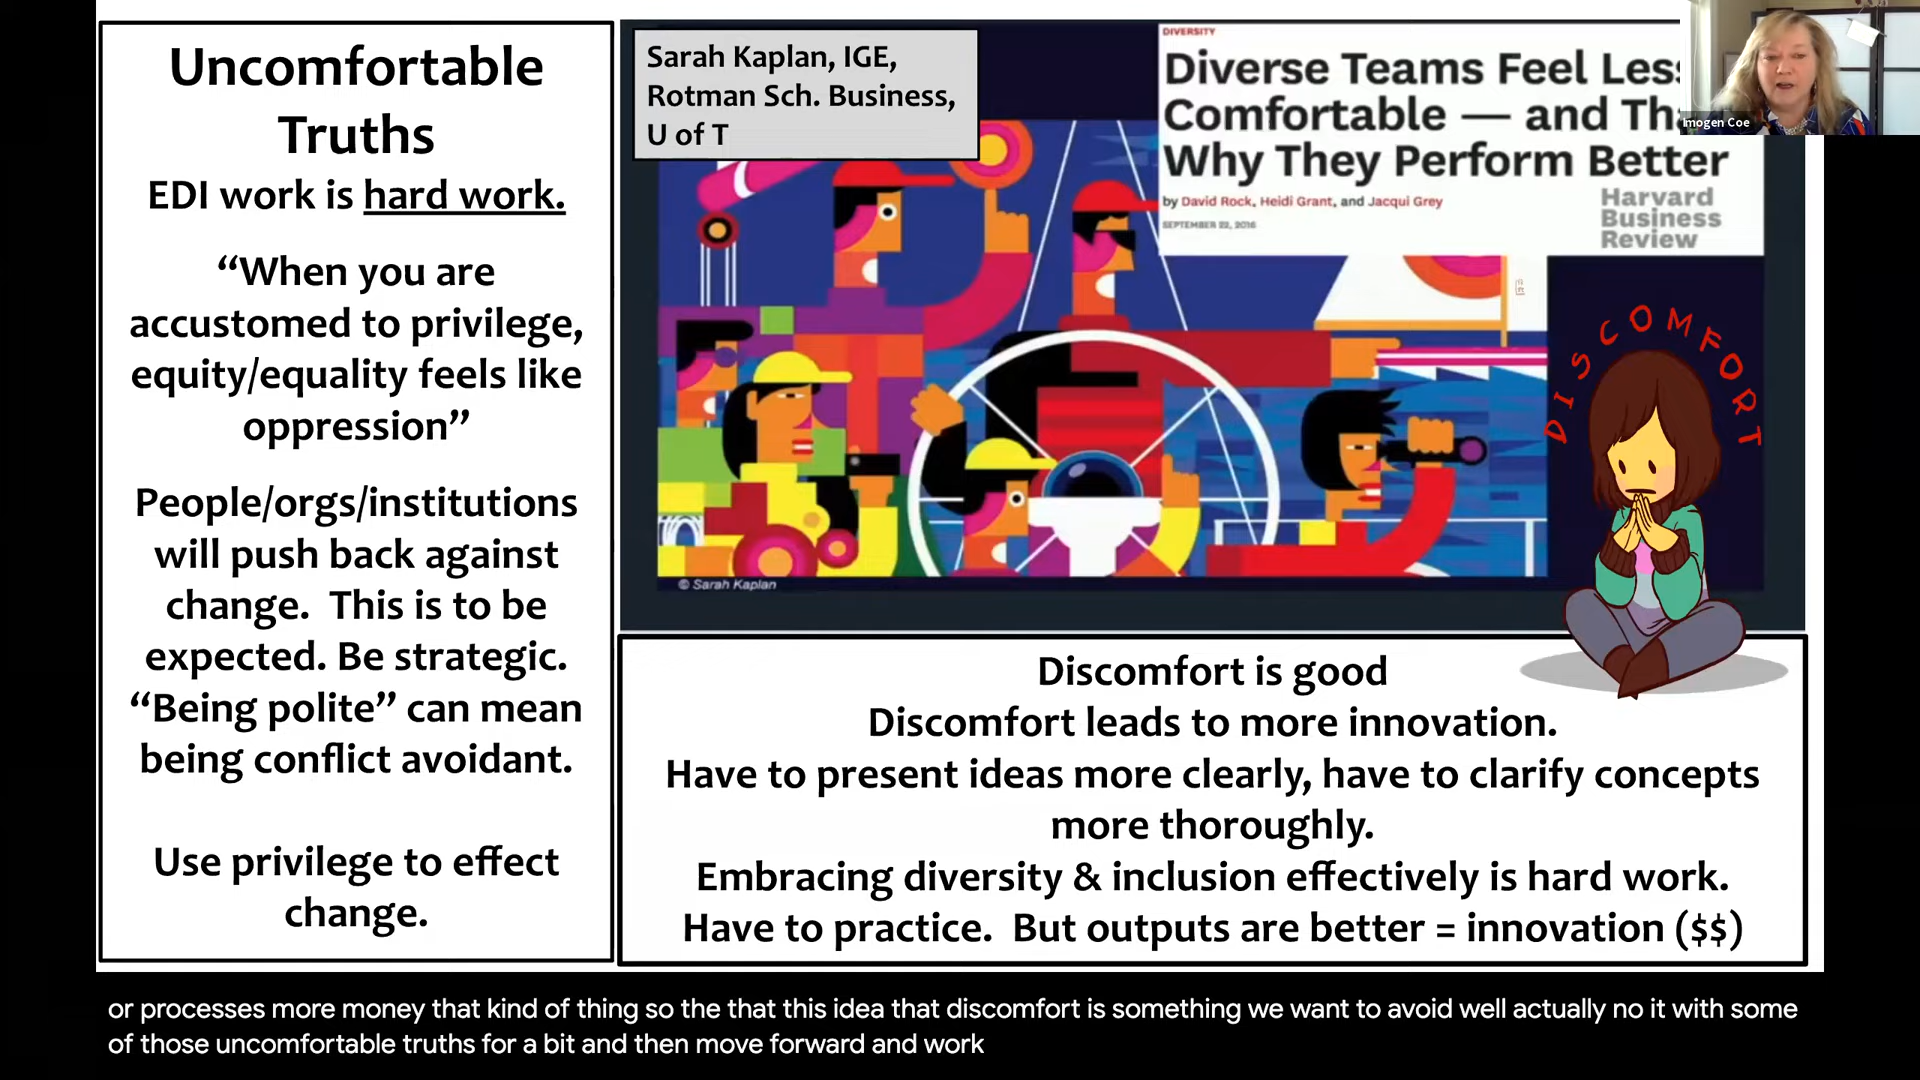 Uncomfortable
Truths
EDI work is hard work.
“When you are
accustomed to privilege,
equity/equality feels like
oppression”
People/orgs/institutions
will push back against
change.  This is to be
expected. Be strategic.
“Being polite” can mean
being conflict avoidant.
Use privilege to effect
change.
Sarah Kaplan, IGE,
Rotman Sch. Business,
U of T
DIVERSITY
Diverse Teams Feel Les
Comfortable — and Tha
Why They Perform Better
by David Rock, Heidi Grant, and Jacqui Grey
SEPTEMBER 22, 2016
Harvard
Business
Review
Imogen Coe
DISCOMFORT
© Sarah Kaplan
Discomfort is good
Discomfort leads to more innovation.
Have to present ideas more clearly, have to clarify concepts
more thoroughly.
Embracing diversity & inclusion effectively is hard work.
Have to practice.  But outputs are better = innovation ($$)
or processes more money that kind of thing so the that this idea that discomfort is something we want to avoid well actually no it with some
of those uncomfortable truths for a bit and then move forward and work